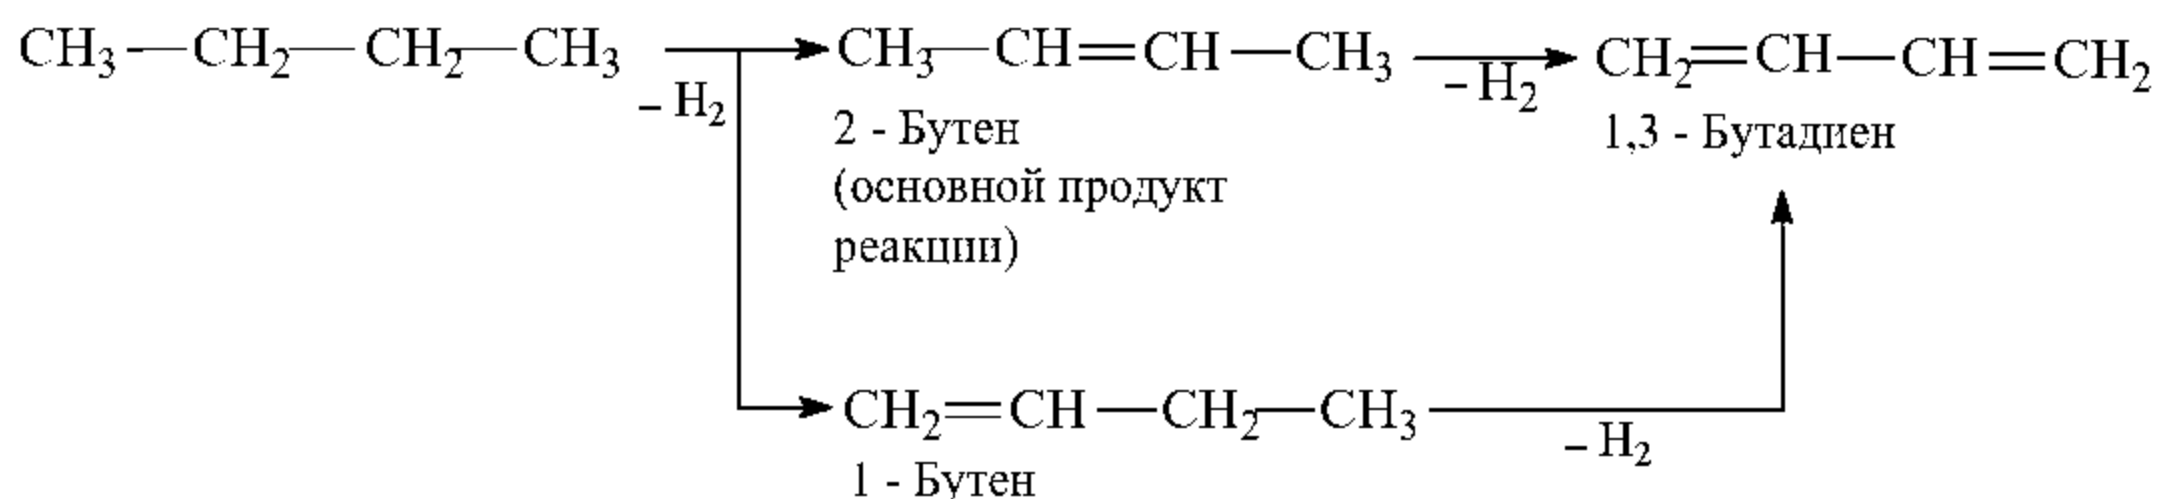 CH₃—CH₂—CH₂—CH₃ → CH₃—CH=CH—CH₃ → CH₂=CH—CH=CH₂
– H₂
– H₂
2 - Бутен
(основной продукт
реакции)
1,3 - Бутадиен
CH₂=CH—CH₂—CH₃
– H₂
1 - Бутен